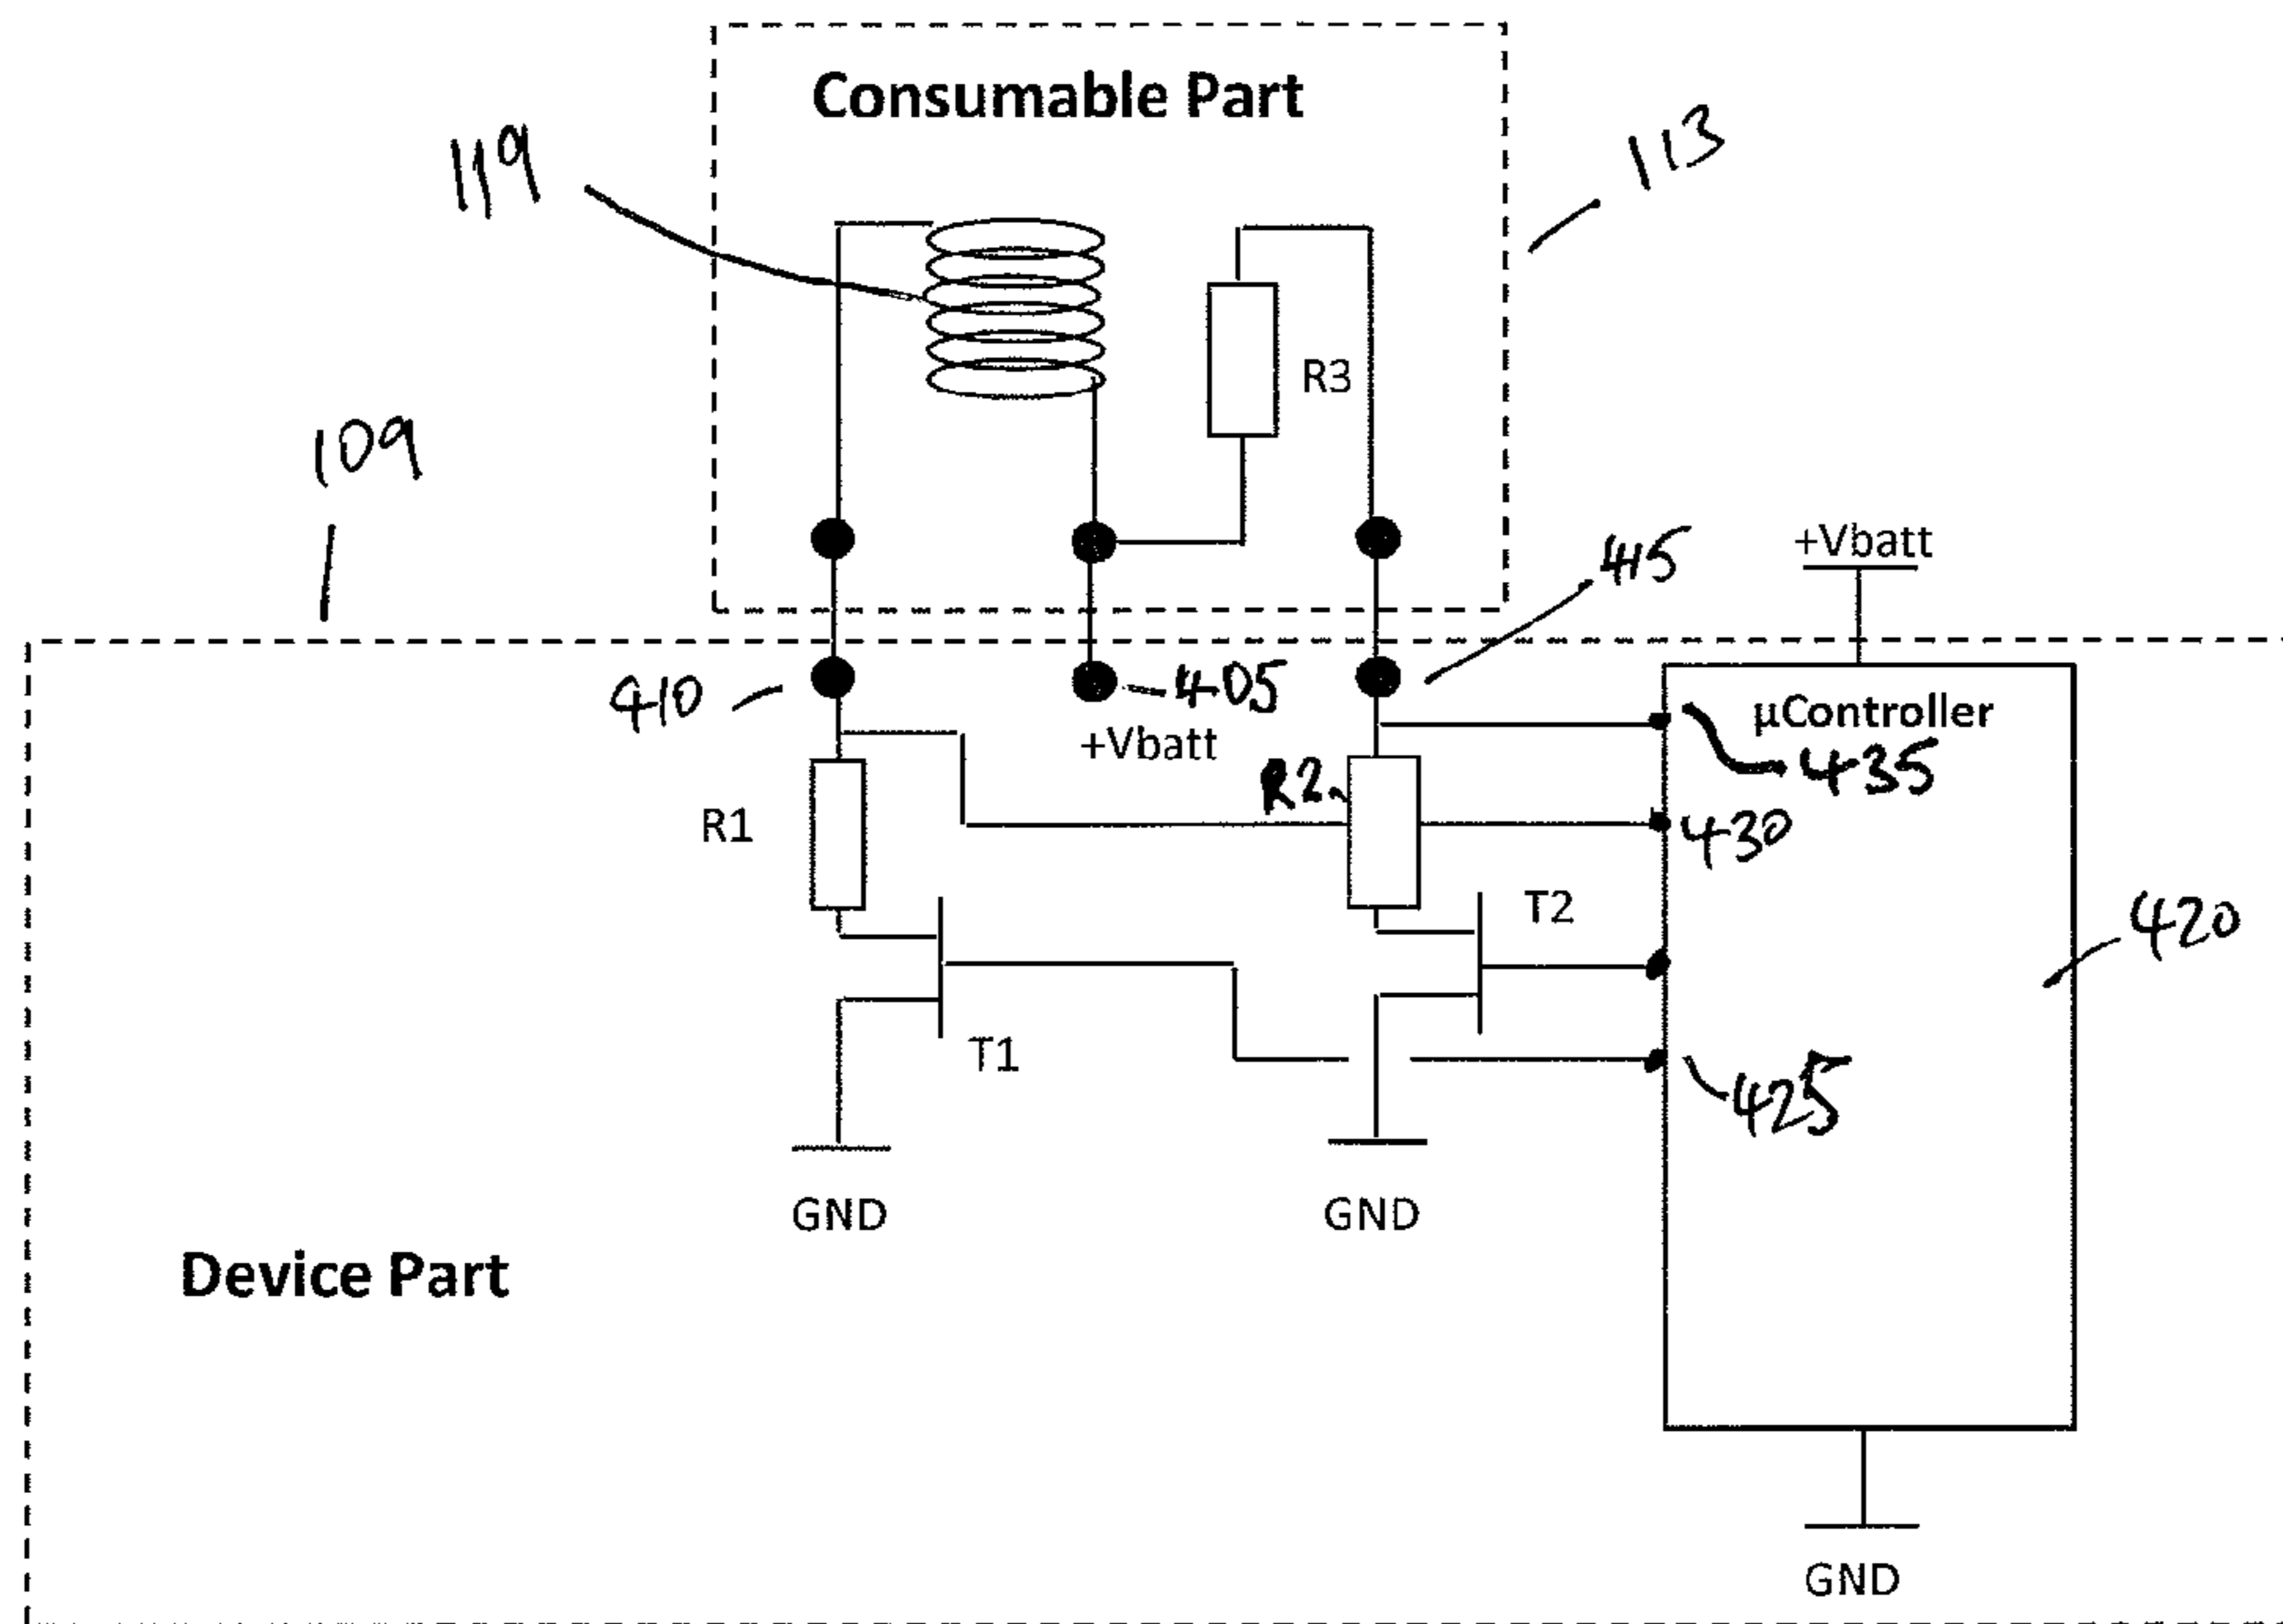 Consumable Part
119
113
R3
109
415
+Vbatt
410
405
+Vbatt
µController
435
R2
R1
430
T2
420
T1
425
GND
GND
Device Part
GND